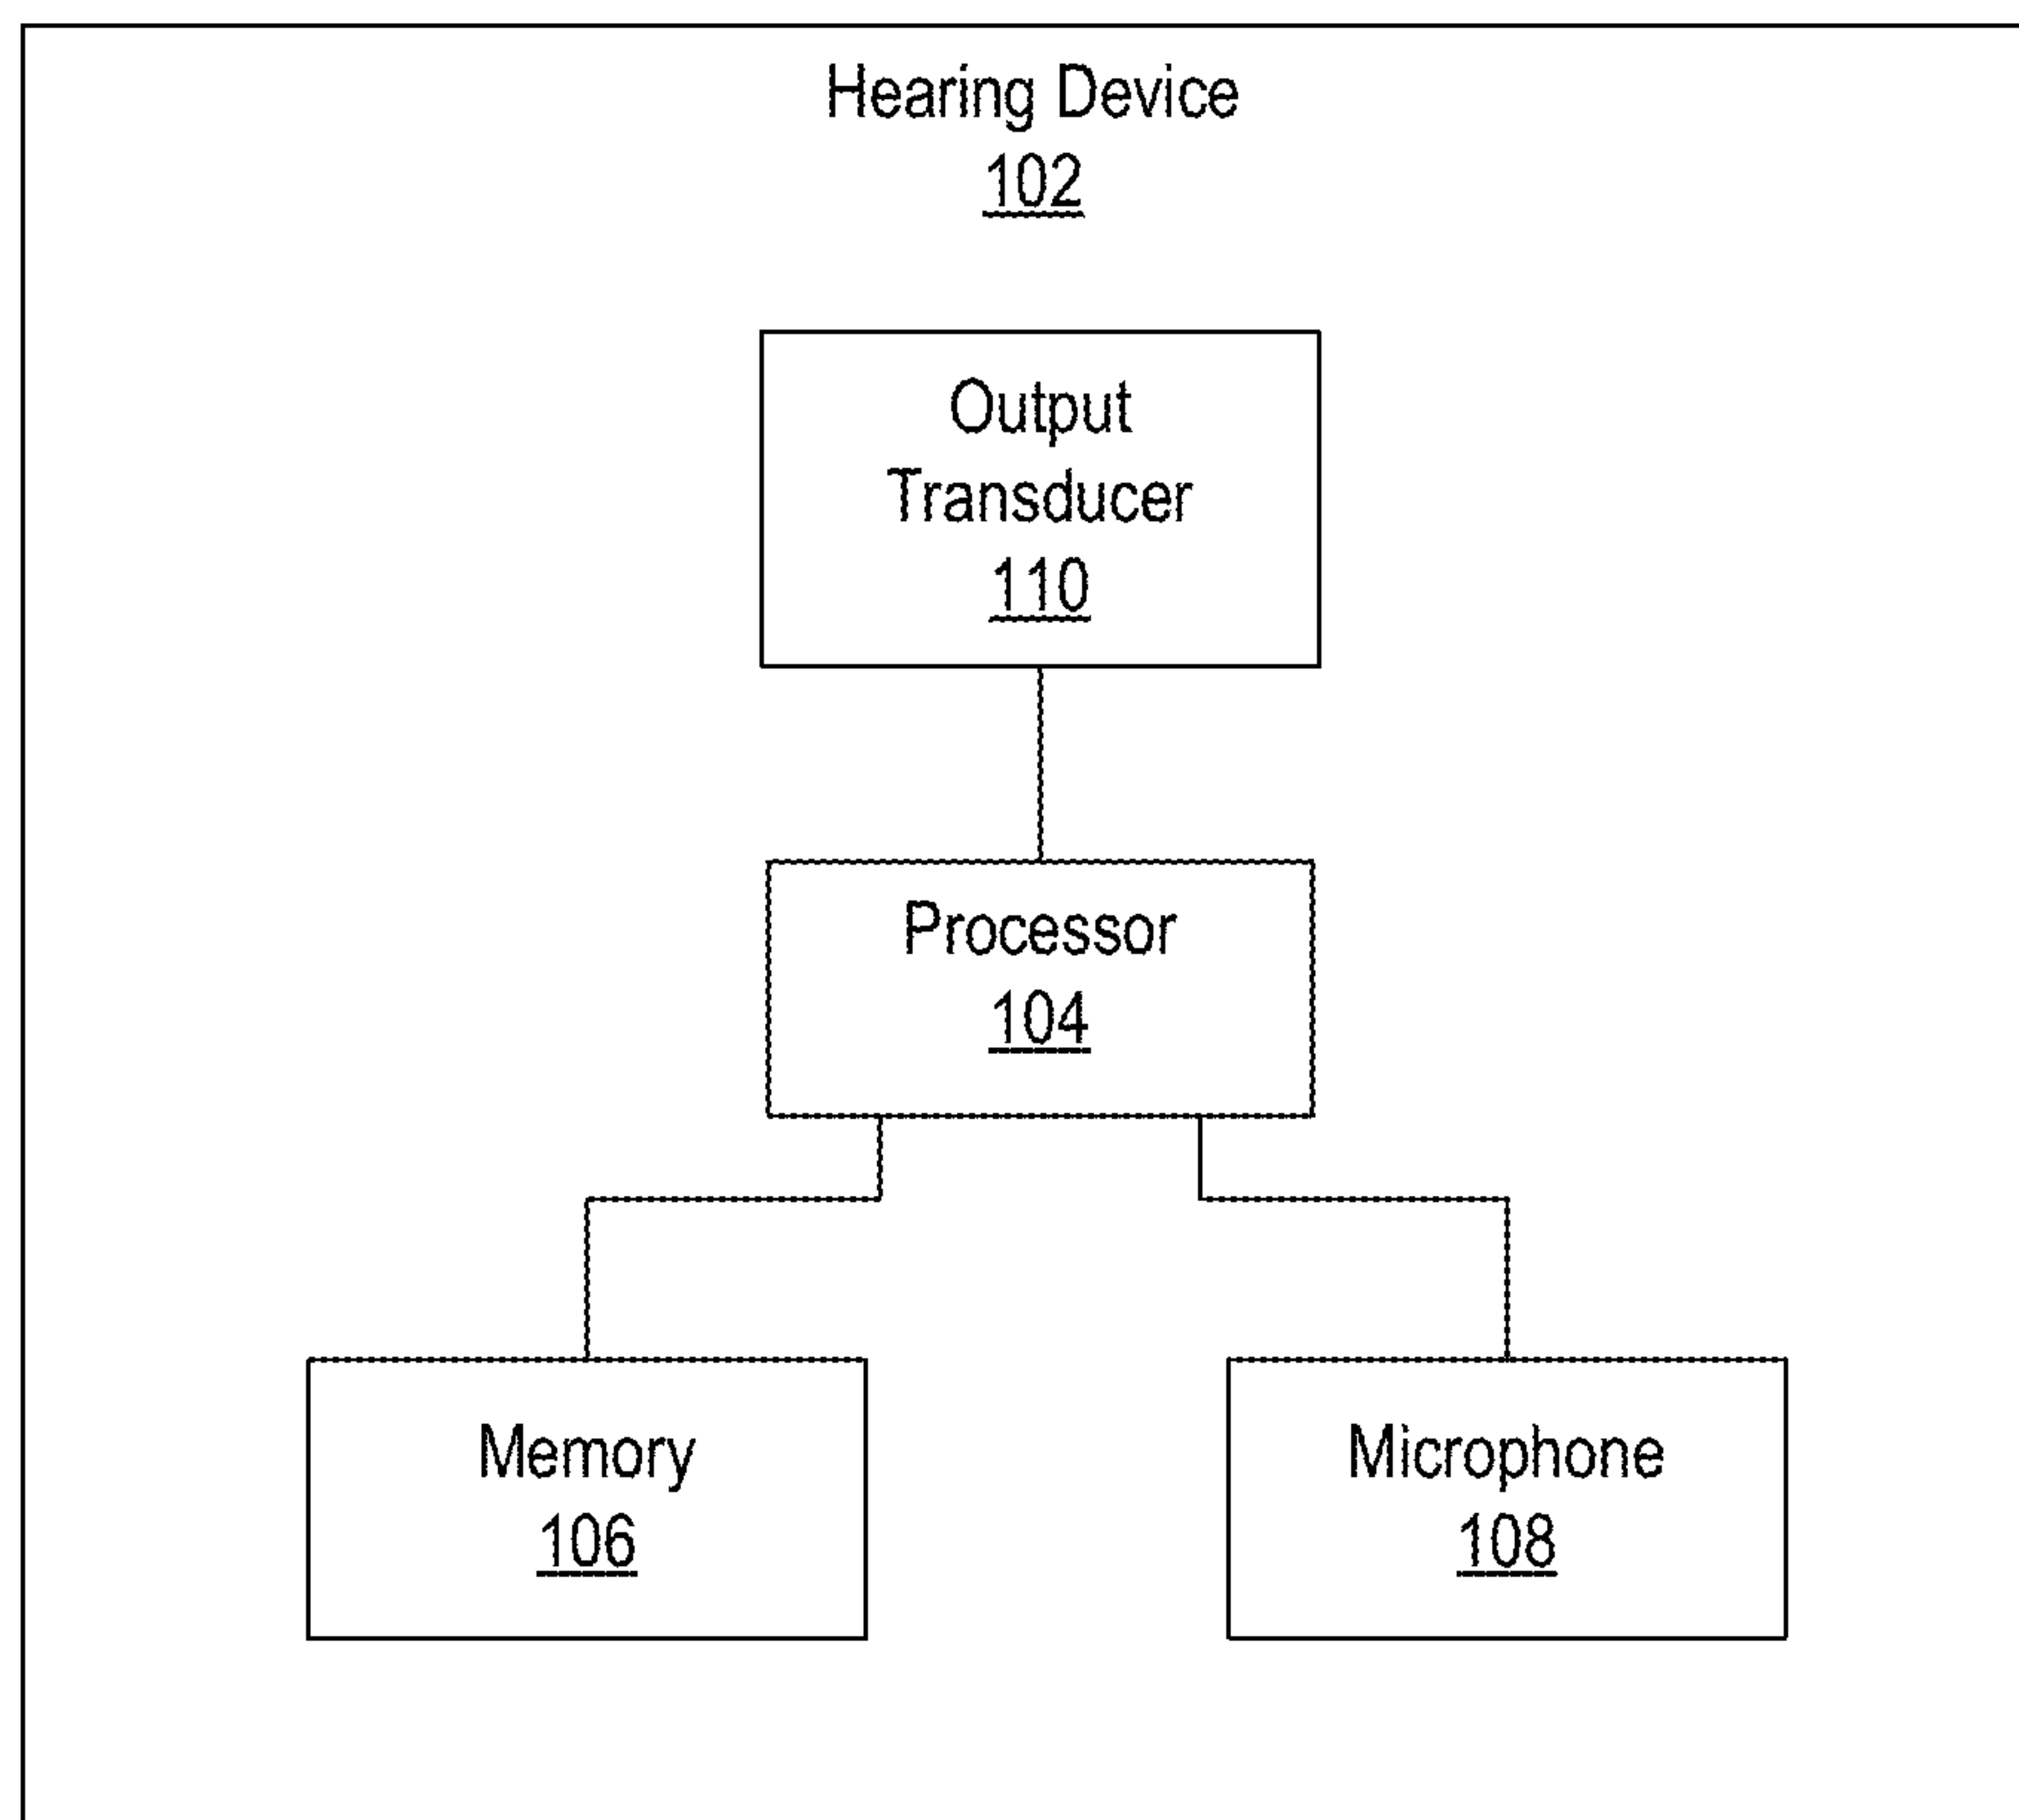 Hearing Device
102
Output
Transducer
110
Processor
104
Memory
106
Microphone
108